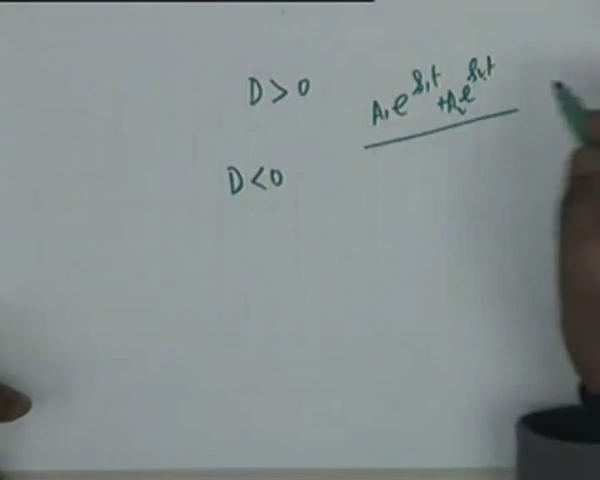 D > 0 A₁e^{s₁t} + A₂e^{s₂t}
D < 0